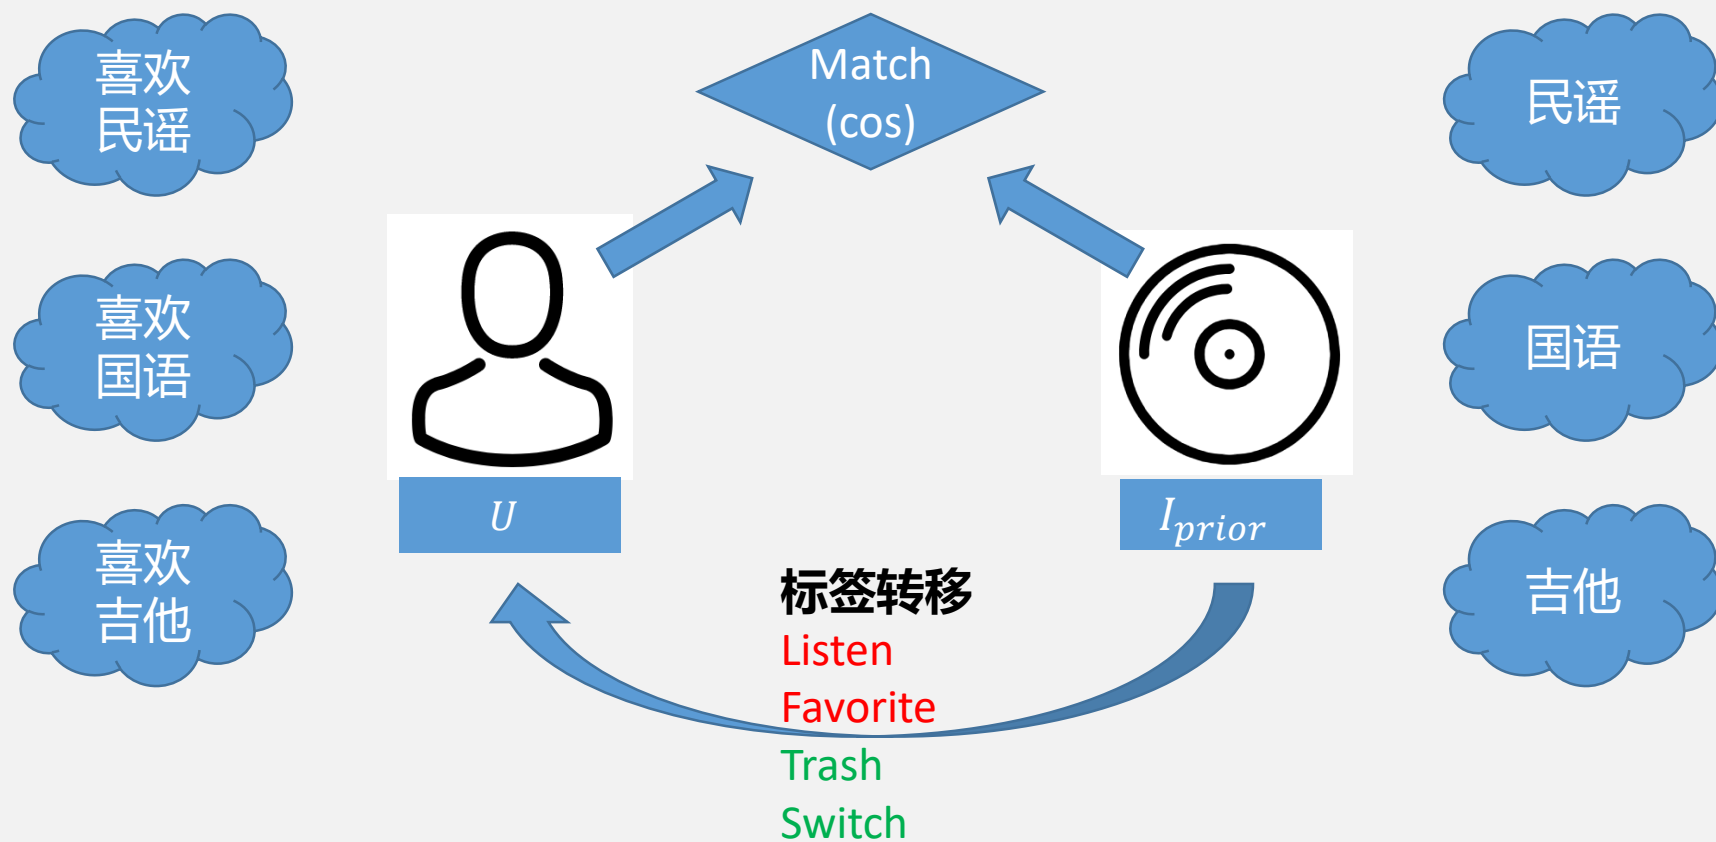 喜欢
民谣
喜欢
国语
喜欢
吉他
Match
(cos)
U
I_prior
标签转移
Listen
Favorite
Trash
Switch
民谣
国语
吉他